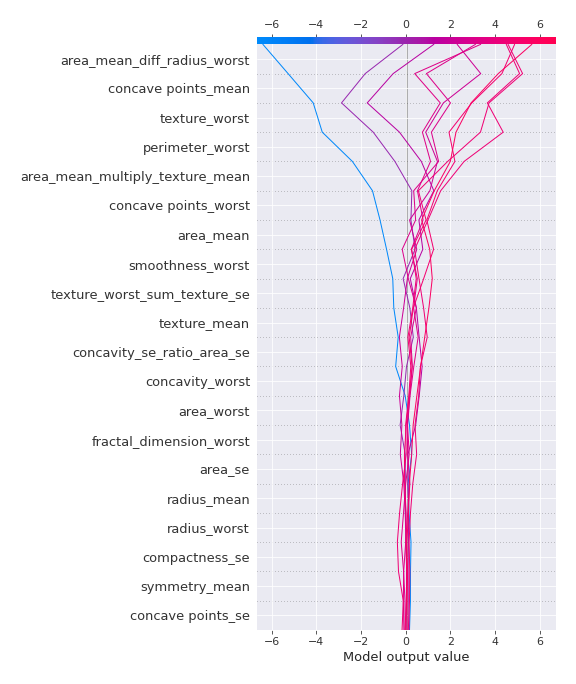 −6 −4 −2 0 2 4 6
area_mean_diff_radius_worst
concave points_mean
texture_worst
perimeter_worst
area_mean_multiply_texture_mean
concave points_worst
area_mean
smoothness_worst
texture_worst_sum_texture_se
texture_mean
concavity_se_ratio_area_se
concavity_worst
area_worst
fractal_dimension_worst
area_se
radius_mean
radius_worst
compactness_se
symmetry_mean
concave points_se
−6 −4 −2 0 2 4 6
Model output value